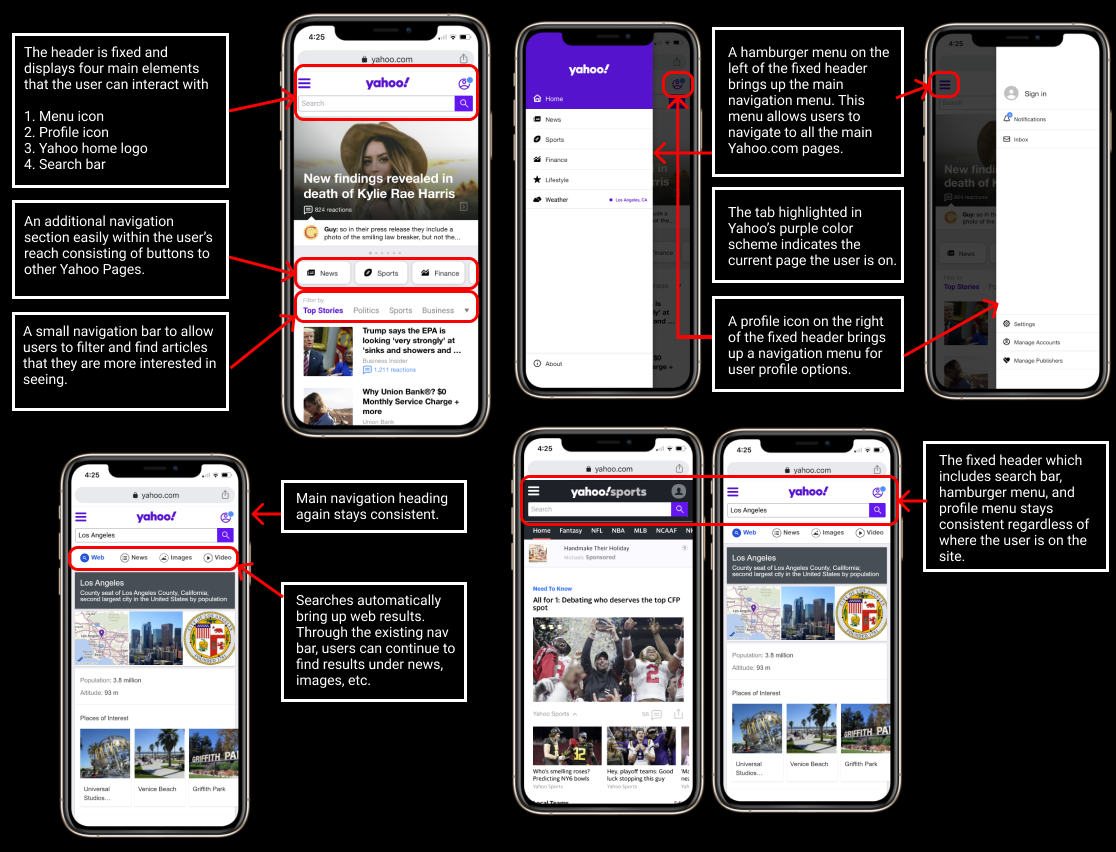 The header is fixed and
displays four main elements
that the user can interact with
1. Menu icon
2. Profile icon
3. Yahoo home logo
4. Search bar
An additional navigation
section easily within the user's
reach consisting of buttons to
other Yahoo Pages.
A small navigation bar to allow
users to filter and find articles
that they are more interested in
seeing.
4:25
yahoo.com
yahoo!
Search
New findings revealed in
death of Kylie Rae Harris
824 reactions
Guy: so in their press release they include a
photo of the smiling law breaker, but not the...
News
Sports
Finance
Filter by
Top Stories Politics Sports Business
Trump says the EPA is
looking 'very strongly' at
'sinks and showers and ...
Business Insider
1,211 reactions
Why Union Bank®? $0
Monthly Service Charge +
more
Union Bank
4:25
yahoo!
Home
News
Sports
Finance
Lifestyle
Weather
Los Angeles, CA
About
A hamburger menu on the
left of the fixed header
brings up the main
navigation menu. This
menu allows users to
navigate to all the main
Yahoo.com pages.
The tab highlighted in
Yahoo's purple color
scheme indicates the
current page the user is on.
A profile icon on the right
of the fixed header brings
up a navigation menu for
user profile options.
4:25
Search
New fi
death o
824 reactions
Guy: so
photo of
News
Filter by
Top Stories
Sign in
Notifications
Inbox
Settings
Manage Accounts
Manage Publishers
4:25
yahoo.com
yahoo!
Los Angeles
Web
News
Images
Video
Los Angeles
County seat of Los Angeles County, California;
second largest city in the United States by population
Population: 3.8 million
Altitude: 93 m
Places of Interest
Universal
Studios...
Venice Beach
Griffith Park
Main navigation heading
again stays consistent.
Searches automatically
bring up web results.
Through the existing nav
bar, users can continue to
find results under news,
images, etc.
4:25
yahoo.com
yahoo!sports
Search
Home Fantasy NFL NBA MLB NCAAF
Handmake Their Holiday
Michaels Sponsored
Need To Know
All for 1: Debating who deserves the top CFP
spot
Yahoo Sports
56
Who's smelling roses?
Predicting NY6 bowls
Yahoo Sports
Hey, playoff teams: Good
luck stopping this guy
Yahoo Sports
Local Teams
4:25
yahoo.com
yahoo!
Los Angeles
Web
News
Images
Video
Los Angeles
County seat of Los Angeles County, California;
second largest city in the United States by population
Population: 3.8 million
Altitude: 93 m
Places of Interest
Universal
Studios...
Venice Beach
Griffith Park
The fixed header which
includes search bar,
hamburger menu, and
profile menu stays
consistent regardless of
where the user is on the
site.